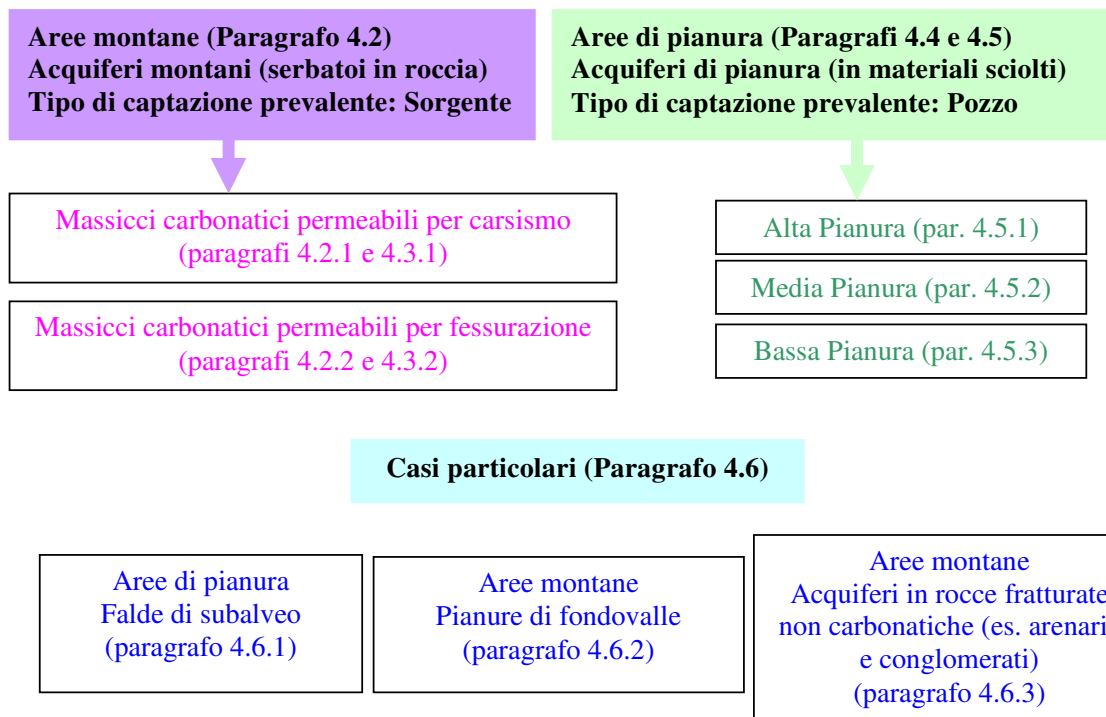 Aree montane (Paragrafo 4.2)
Acquiferi montani (serbatoi in roccia)
Tipo di captazione prevalente: Sorgente
Aree di pianura (Paragrafi 4.4 e 4.5)
Acquiferi di pianura (in materiali sciolti)
Tipo di captazione prevalente: Pozzo
Massicci carbonatici permeabili per carsismo
(paragrafi 4.2.1 e 4.3.1)
Massicci carbonatici permeabili per fessurazione
(paragrafi 4.2.2 e 4.3.2)
Alta Pianura (par. 4.5.1)
Media Pianura (par. 4.5.2)
Bassa Pianura (par. 4.5.3)
Casi particolari (Paragrafo 4.6)
Aree di pianura
Falde di subalveo
(paragrafo 4.6.1)
Aree montane
Pianure di fondovalle
(paragrafo 4.6.2)
Aree montane
Acquiferi in rocce fratturate
non carbonatiche (es. arenari
e conglomerati)
(paragrafo 4.6.3)